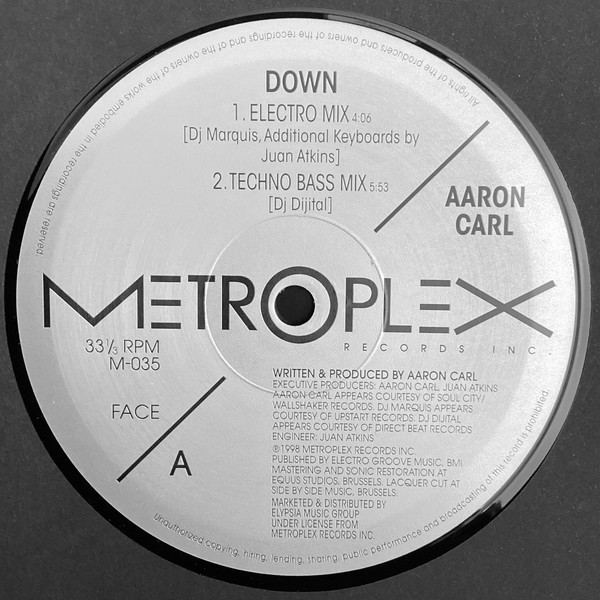 All rights of the producers and owners of the works embodied in the recordings and of the recordings are reserved.
DOWN
1. ELECTRO MIX 4:06
[Dj Marquis, Additional Keyboards by
Juan Atkins]
2. TECHNO BASS MIX 5:53
[Dj Dijital]
AARON
CARL
METROPLEX
RECORDS INC.
33⅓ RPM
M-035
FACE
A
WRITTEN & PRODUCED BY AARON CARL
EXECUTIVE PRODUCERS: AARON CARL, JUAN ATKINS
AARON CARL APPEARS COURTESY OF SOUL CITY/
WALLSHAKER RECORDS. DJ MARQUIS APPEARS
COURTESY OF UPSTART RECORDS. DJ DIJITAL
APPEARS COURTESY OF DIRECT BEAT RECORDS
ENGINEER: JUAN ATKINS
℗1998 METROPLEX RECORDS INC.
PUBLISHED BY ELECTRO GROOVE MUSIC, BMI
MASTERING AND SONIC RESTORATION AT
EQUUS STUDIOS, BRUSSELS. LACQUER CUT AT
SIDE BY SIDE MUSIC, BRUSSELS.
MARKETED & DISTRIBUTED BY
ELYPSIA MUSIC GROUP
UNDER LICENSE FROM
METROPLEX RECORDS INC.
Unauthorized copying, hiring, lending, sharing, public performance and broadcasting of this record is prohibited.